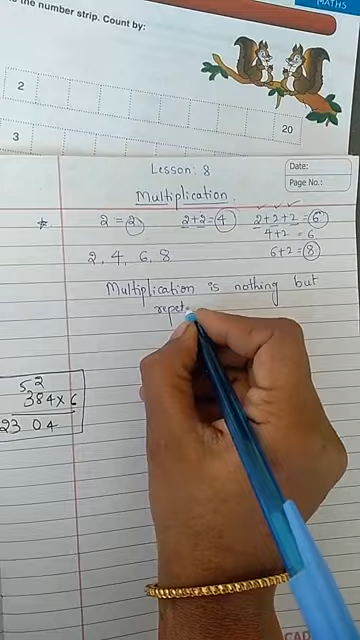 the number strip. Count by:
MATHS
2
20
3
Lesson: 8
Date:
Page No.:
Multiplication
* 2 = 2 2+2 = 4 2+2+2 = 6
4+2 = 6
2, 4, 6, 8 6+2 = 8
Multiplication is nothing but
repet
5 2
384 x 6
2304